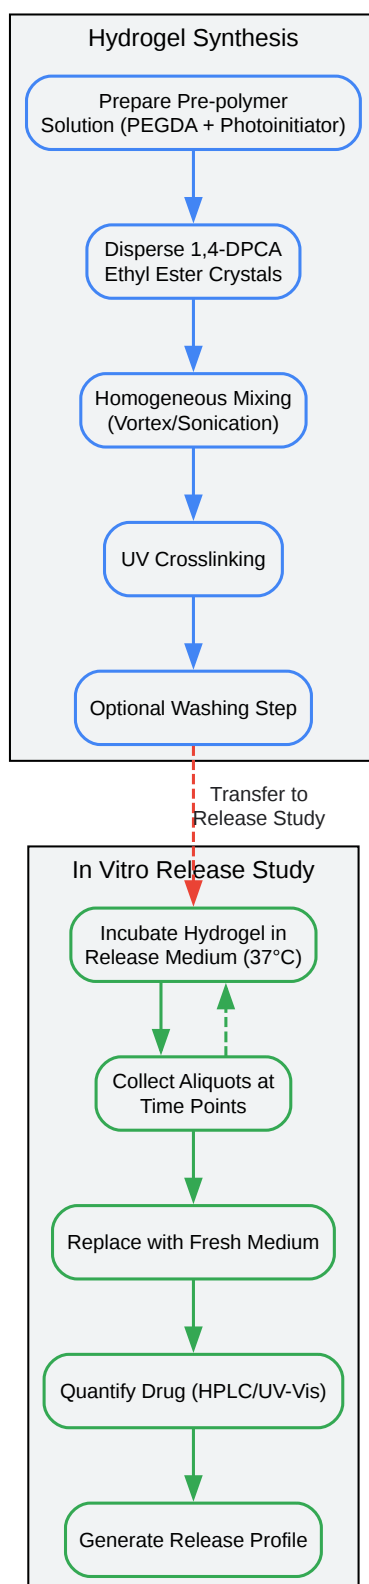 Hydrogel Synthesis
Prepare Pre-polymer
Solution (PEGDA + Photoinitiator)
Disperse 1,4-DPCA
Ethyl Ester Crystals
Homogeneous Mixing
(Vortex/Sonication)
UV Crosslinking
Optional Washing Step
Transfer to
Release Study
In Vitro Release Study
Incubate Hydrogel in
Release Medium (37°C)
Collect Aliquots at
Time Points
Replace with Fresh Medium
Quantify Drug (HPLC/UV-Vis)
Generate Release Profile